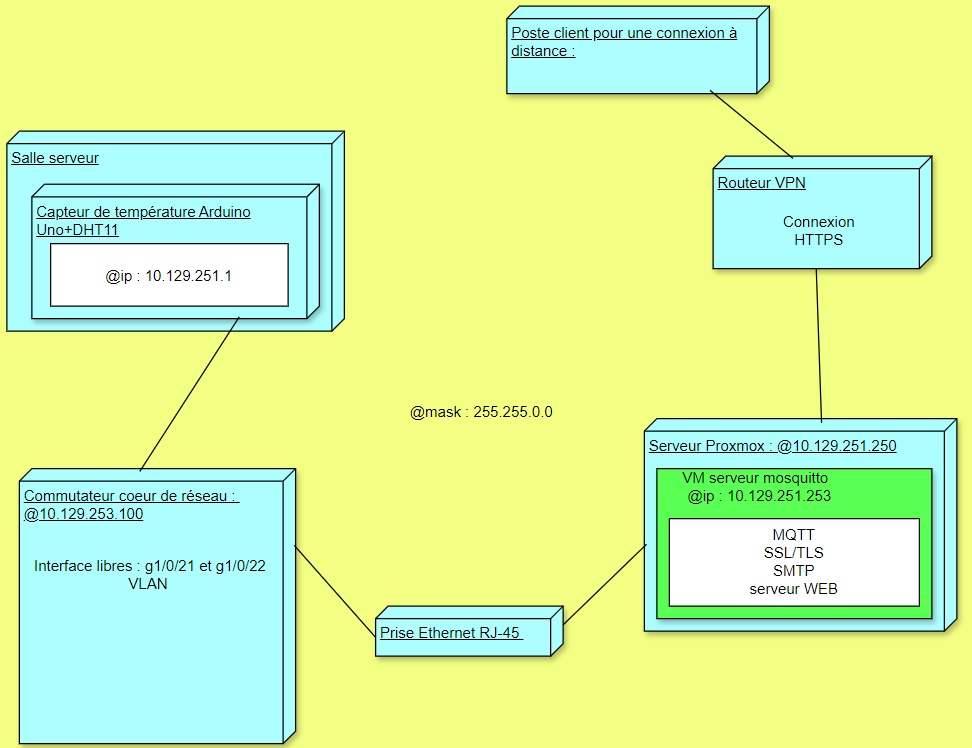 Poste client pour une connexion à
distance :
Salle serveur
Capteur de température Arduino
Uno+DHT11
@ip : 10.129.251.1
Routeur VPN
Connexion
HTTPS
@mask : 255.255.0.0
Commutateur coeur de réseau :
@10.129.253.100
Interface libres : g1/0/21 et g1/0/22
VLAN
Prise Ethernet RJ-45
Serveur Proxmox : @10.129.251.250
VM serveur mosquitto
@ip : 10.129.251.253
MQTT
SSL/TLS
SMTP
serveur WEB